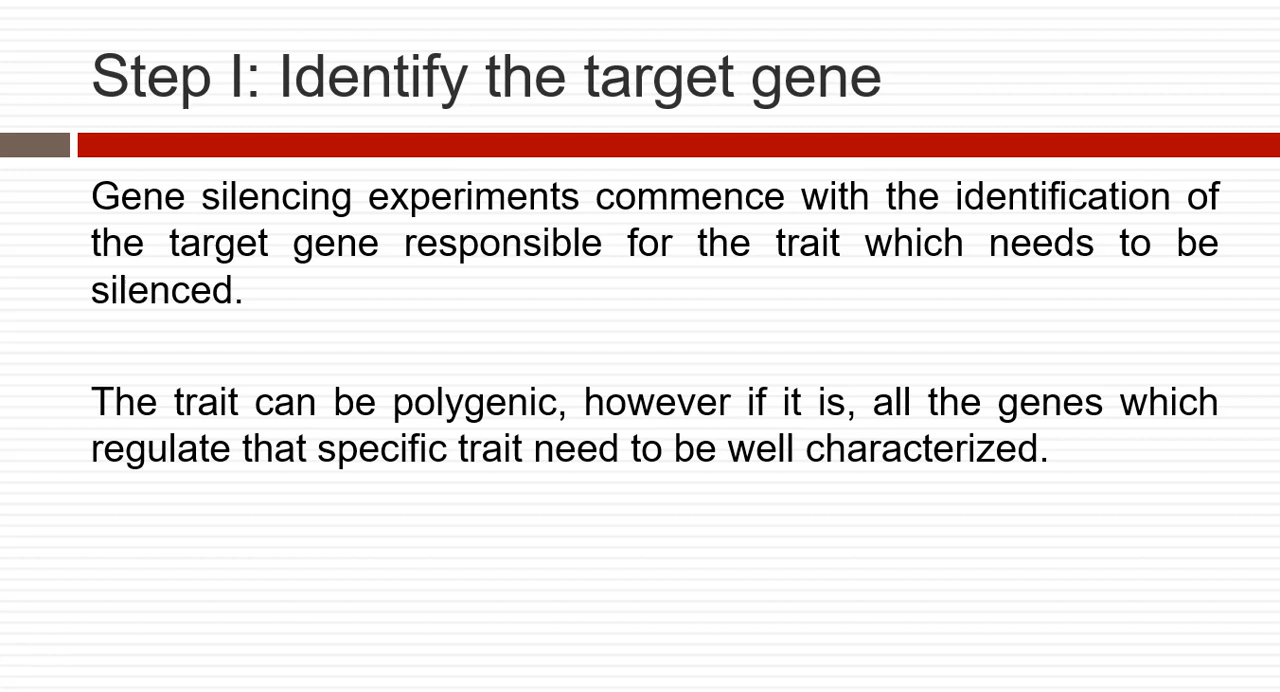 Step I: Identify the target gene
Gene silencing experiments commence with the identification of
the target gene responsible for the trait which needs to be
silenced.
The trait can be polygenic, however if it is, all the genes which
regulate that specific trait need to be well characterized.